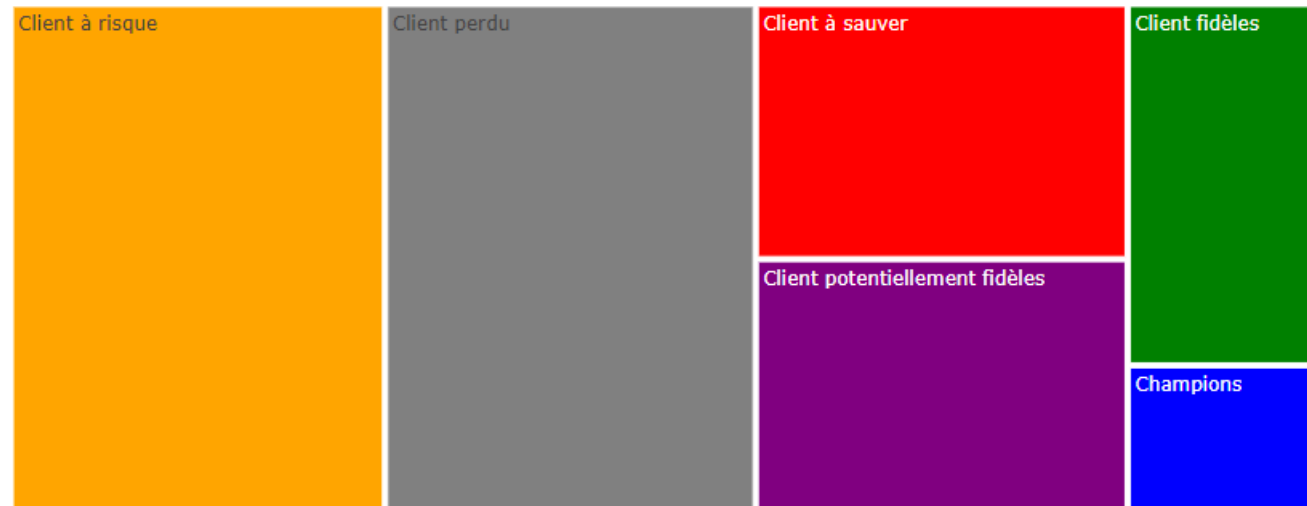 Client à risque
Client perdu
Client à sauver
Client fidèles
Client potentiellement fidèles
Champions